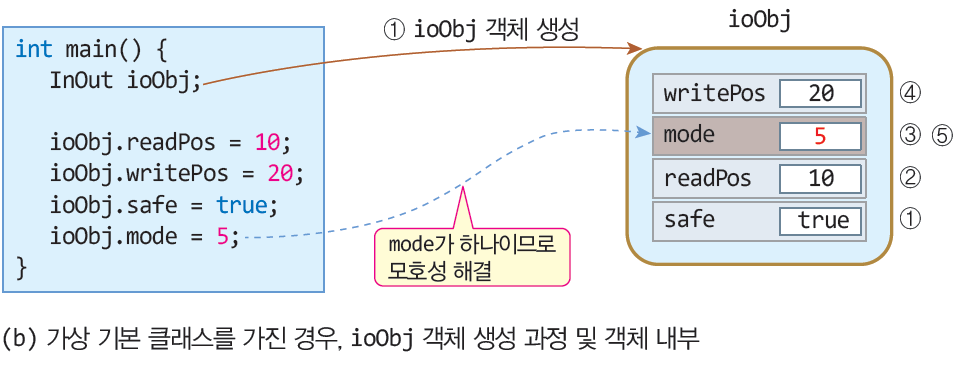 int main() {
InOut ioObj;
ioObj.readPos = 10;
ioObj.writePos = 20;
ioObj.safe = true;
ioObj.mode = 5;
}
① ioObj 객체 생성
mode가 하나이므로
모호성 해결
ioObj
writePos 20 ④
mode 5 ③ ⑤
readPos 10 ②
safe true ①
(b) 가상 기본 클래스를 가진 경우, ioObj 객체 생성 과정 및 객체 내부